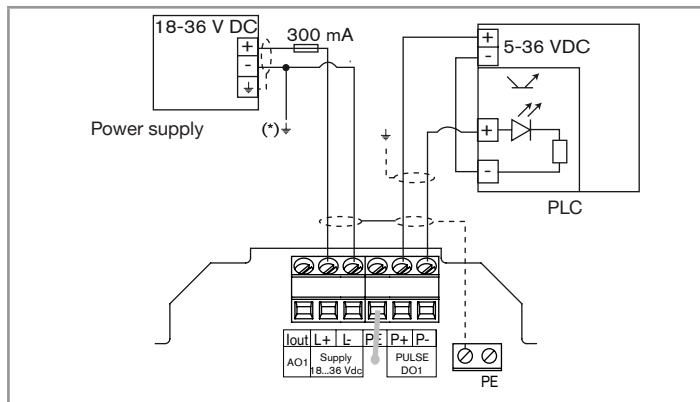 18-36 V DC
300 mA
+
-
Power supply
(*)
+
-
5-36 VDC
+
-
PLC
Iout L+ L- PE P+ P-
AO1 Supply 18...36 Vdc PULSE DO1
PE